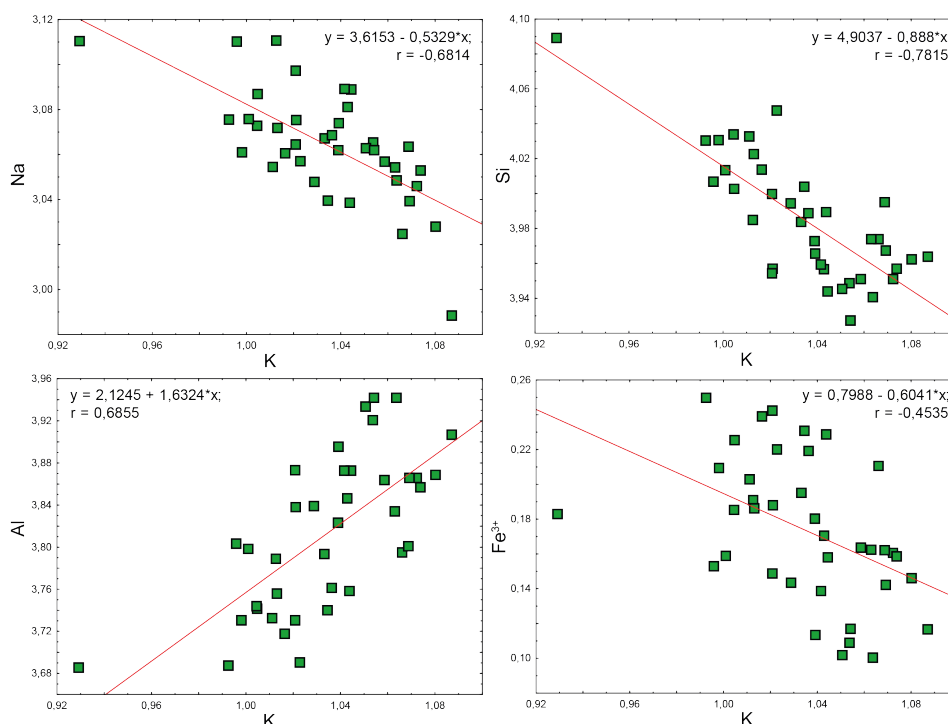 3,12
3,08
3,04
3,00
Na
y = 3,6153 - 0,5329*x;
r = -0,6814
0,92
0,96
1,00
1,04
1,08
K
4,10
4,06
4,02
3,98
3,94
Si
y = 4,9037 - 0,888*x
r = -0,7815
0,92
0,96
1,00
1,04
1,08
K
3,96
3,92
3,88
3,84
3,80
3,76
3,72
3,68
Al
y = 2,1245 + 1,6324*x;
r = 0,6855
0,92
0,96
1,00
1,04
1,08
K
0,26
0,22
0,18
0,14
0,10
Fe³⁺
y = 0,7988 - 0,6041*x;
r = -0,4535
0,92
0,96
1,00
1,04
1,08
K